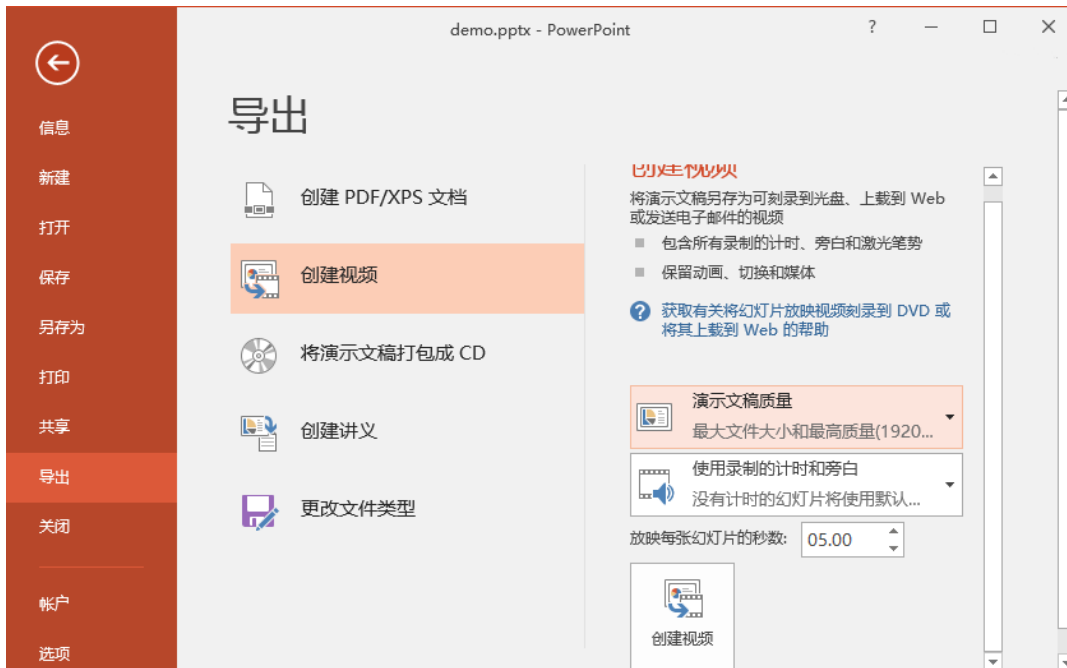 demo.pptx - PowerPoint
?
信息
新建
打开
保存
另存为
打印
共享
导出
关闭
帐户
选项
导出
创建 PDF/XPS 文档
创建视频
将演示文稿打包成 CD
创建讲义
更改文件类型
创建视频
将演示文稿另存为可刻录到光盘、上载到 Web
或发送电子邮件的视频
包含所有录制的计时、旁白和激光笔势
保留动画、切换和媒体
获取有关将幻灯片放映视频刻录到 DVD 或
将其上载到 Web 的帮助
演示文稿质量
最大文件大小和最高质量(1920...
使用录制的计时和旁白
没有计时的幻灯片将使用默认...
放映每张幻灯片的秒数: 05.00
创建视频